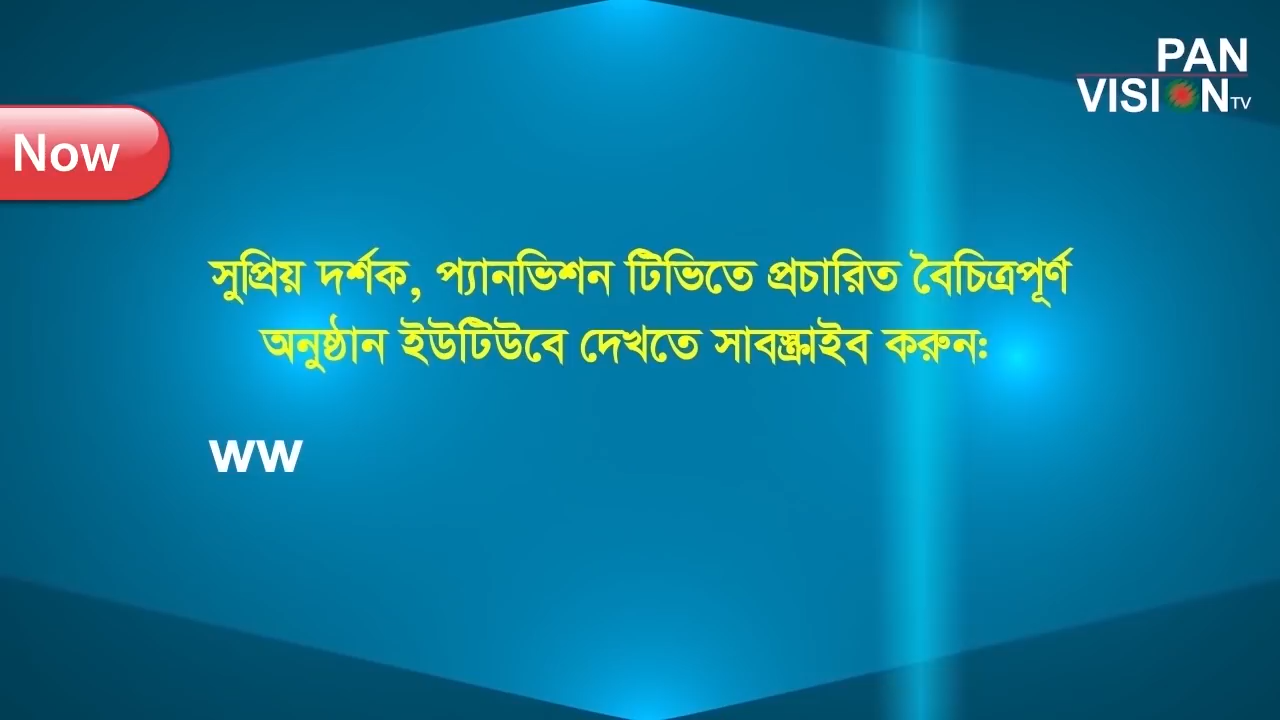 PAN
VISION TV
Now
সুপ্রিয় দর্শক, প্যানভিশন টিভিতে প্রচারিত বৈচিত্রপূর্ণ
অনুষ্ঠান ইউটিউবে দেখতে সাবস্ক্রাইব করুন:
ww